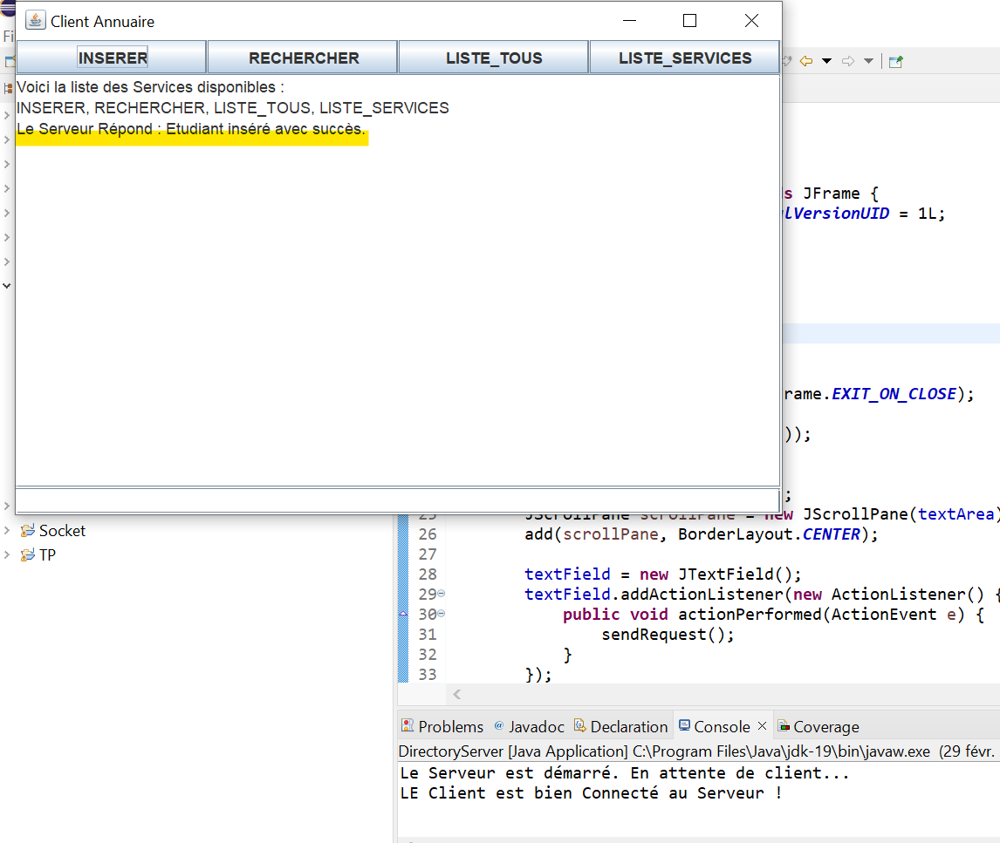 Client Annuaire
Fi
INSERER RECHERCHER LISTE_TOUS LISTE_SERVICES
Voici la liste des Services disponibles :
INSERER, RECHERCHER, LISTE_TOUS, LISTE_SERVICES
Le Serveur Répond : Etudiant inséré avec succès.
s JFrame {
lVersionUID = 1L;
rame.EXIT_ON_CLOSE);
));
;
25 JScrollPane scrollPane = new JScrollPane(textArea)
26 add(scrollPane, BorderLayout.CENTER);
27
28 textField = new JTextField();
29 textField.addActionListener(new ActionListener() {
30 public void actionPerformed(ActionEvent e) {
31 sendRequest();
32 }
33 });
Socket
TP
Problems @ Javadoc Declaration Console Coverage
DirectoryServer [Java Application] C:\Program Files\Java\jdk-19\bin\javaw.exe (29 févr.
Le Serveur est démarré. En attente de client...
LE Client est bien Connecté au Serveur !